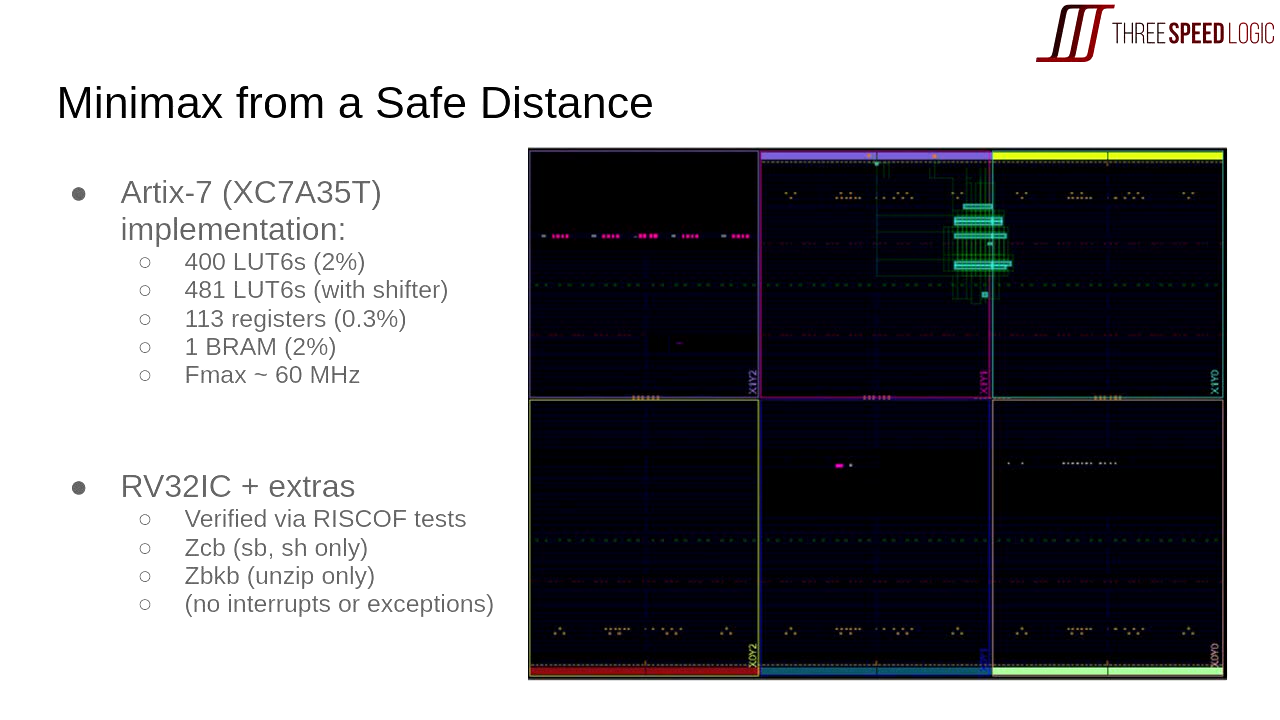 THREE SPEED LOGIC
Minimax from a Safe Distance
● Artix-7 (XC7A35T)
implementation:
○ 400 LUT6s (2%)
○ 481 LUT6s (with shifter)
○ 113 registers (0.3%)
○ 1 BRAM (2%)
○ Fmax ~ 60 MHz
● RV32IC + extras
○ Verified via RISCOF tests
○ Zcb (sb, sh only)
○ Zbkb (unzip only)
○ (no interrupts or exceptions)
X1Y2
X1Y1
X1Y0
X0Y2
X0Y1
X0Y0